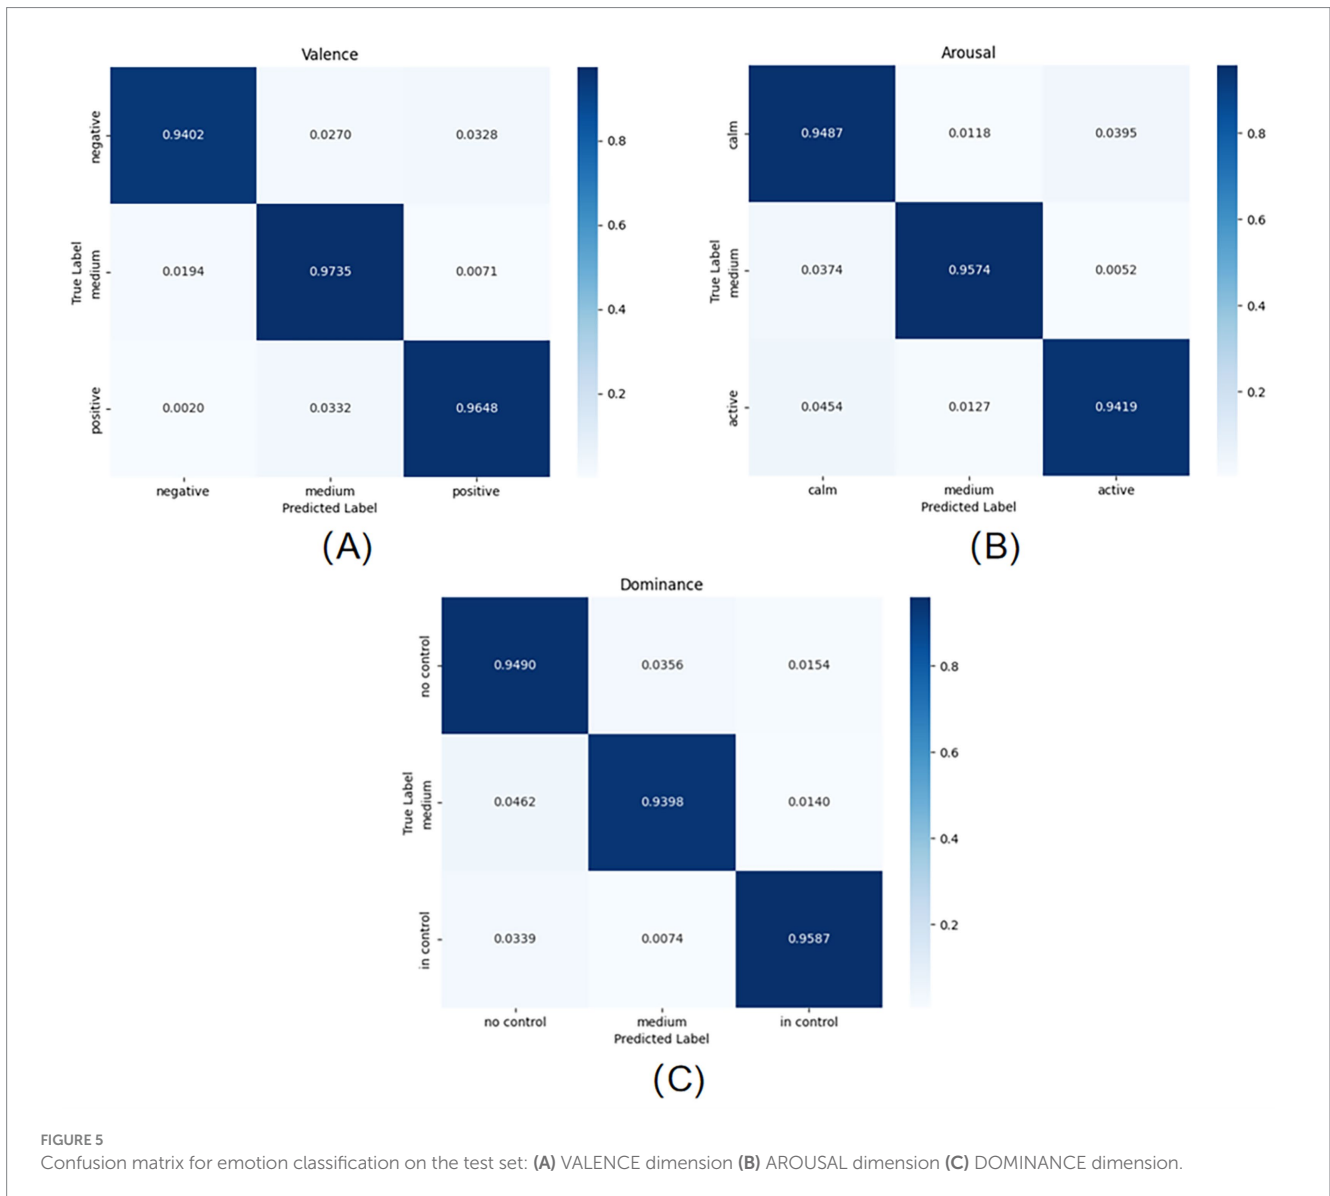 Valence
negative
0.9402 0.0270 0.0328
0.8
0.6
True Label
medium
0.0194 0.9735 0.0071
0.4
positive
0.0020 0.0332 0.9648
0.2
negative medium positive
Predicted Label
(A)
Arousal
calm
0.9487 0.0118 0.0395
0.8
0.6
True Label
medium
0.0374 0.9574 0.0052
0.4
active
0.0454 0.0127 0.9419
0.2
calm medium active
Predicted Label
(B)
Dominance
no control
0.9490 0.0356 0.0154
0.8
0.6
True Label
medium
0.0462 0.9398 0.0140
0.4
in control
0.0339 0.0074 0.9587
0.2
no control medium in control
Predicted Label
(C)
FIGURE 5
Confusion matrix for emotion classification on the test set: (A) VALENCE dimension (B) AROUSAL dimension (C) DOMINANCE dimension.